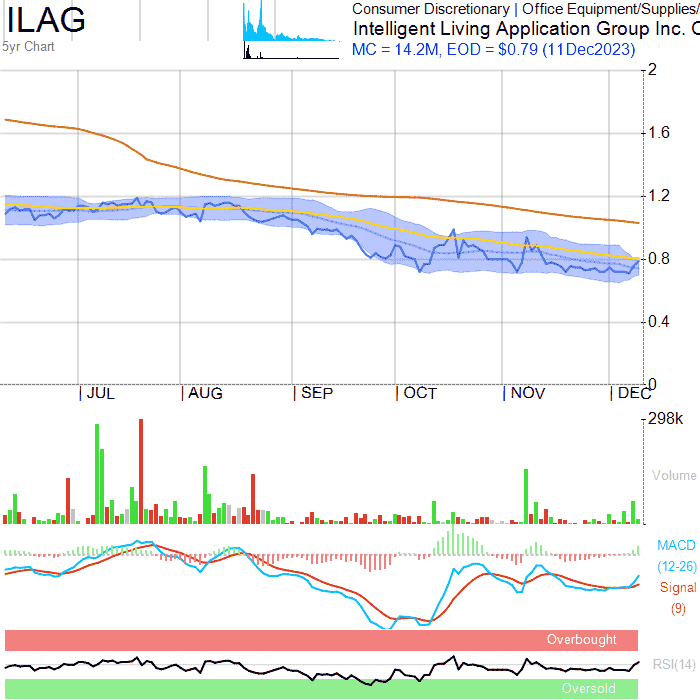 ILAG
5yr Chart
Consumer Discretionary | Office Equipment/Supplies/
Intelligent Living Application Group Inc.
MC = 14.2M, EOD = $0.79 (11Dec2023)
2
1.6
1.2
0.8
0.4
0
JUL
AUG
SEP
OCT
NOV
DEC
298k
Volume
MACD
(12-26)
Signal
(9)
Overbought
RSI(14)
Oversold